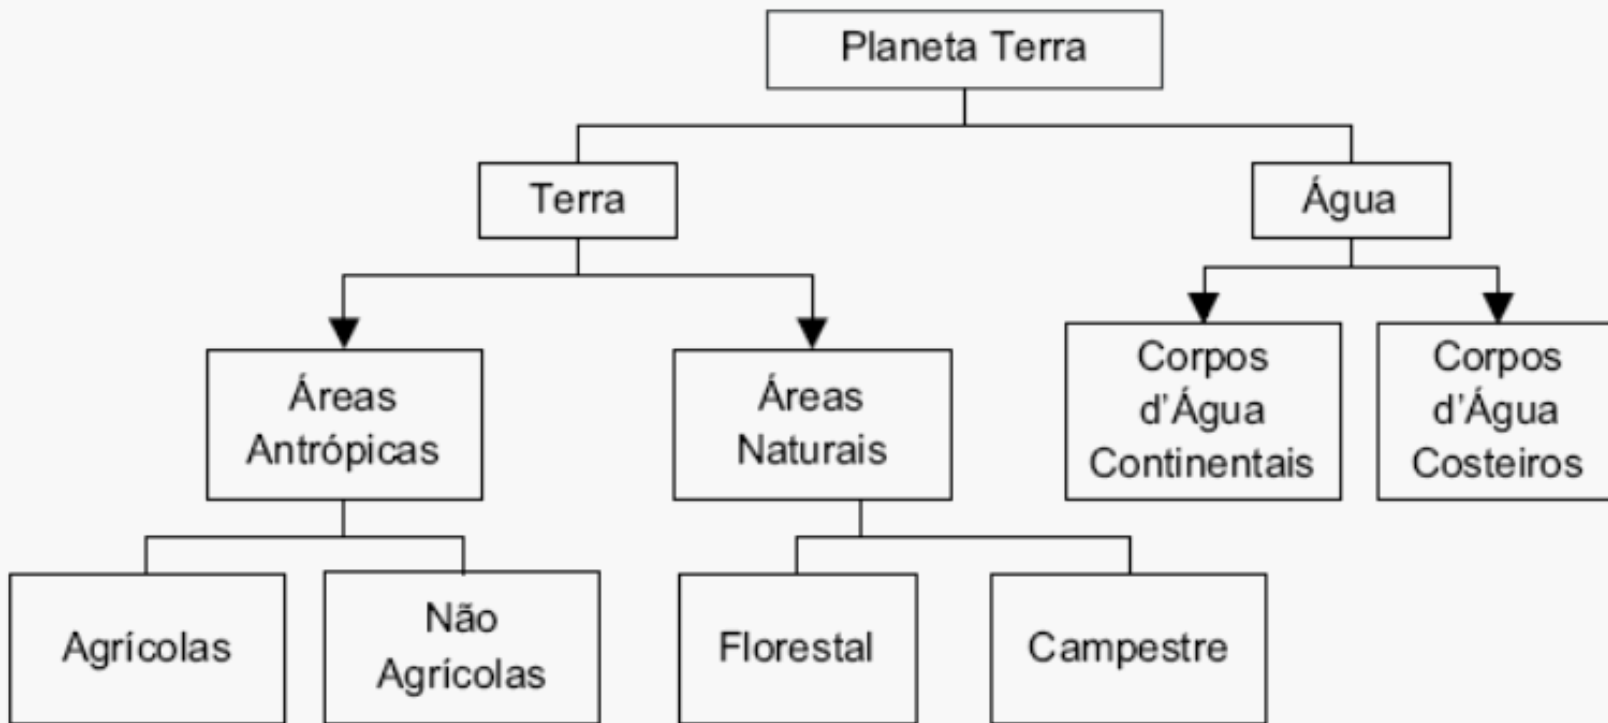 Planeta Terra
Terra
Água
Áreas
Antrópicas
Áreas
Naturais
Corpos
d'Água
Continentais
Corpos
d'Água
Costeiros
Agrícolas
Não
Agrícolas
Florestal
Campestre